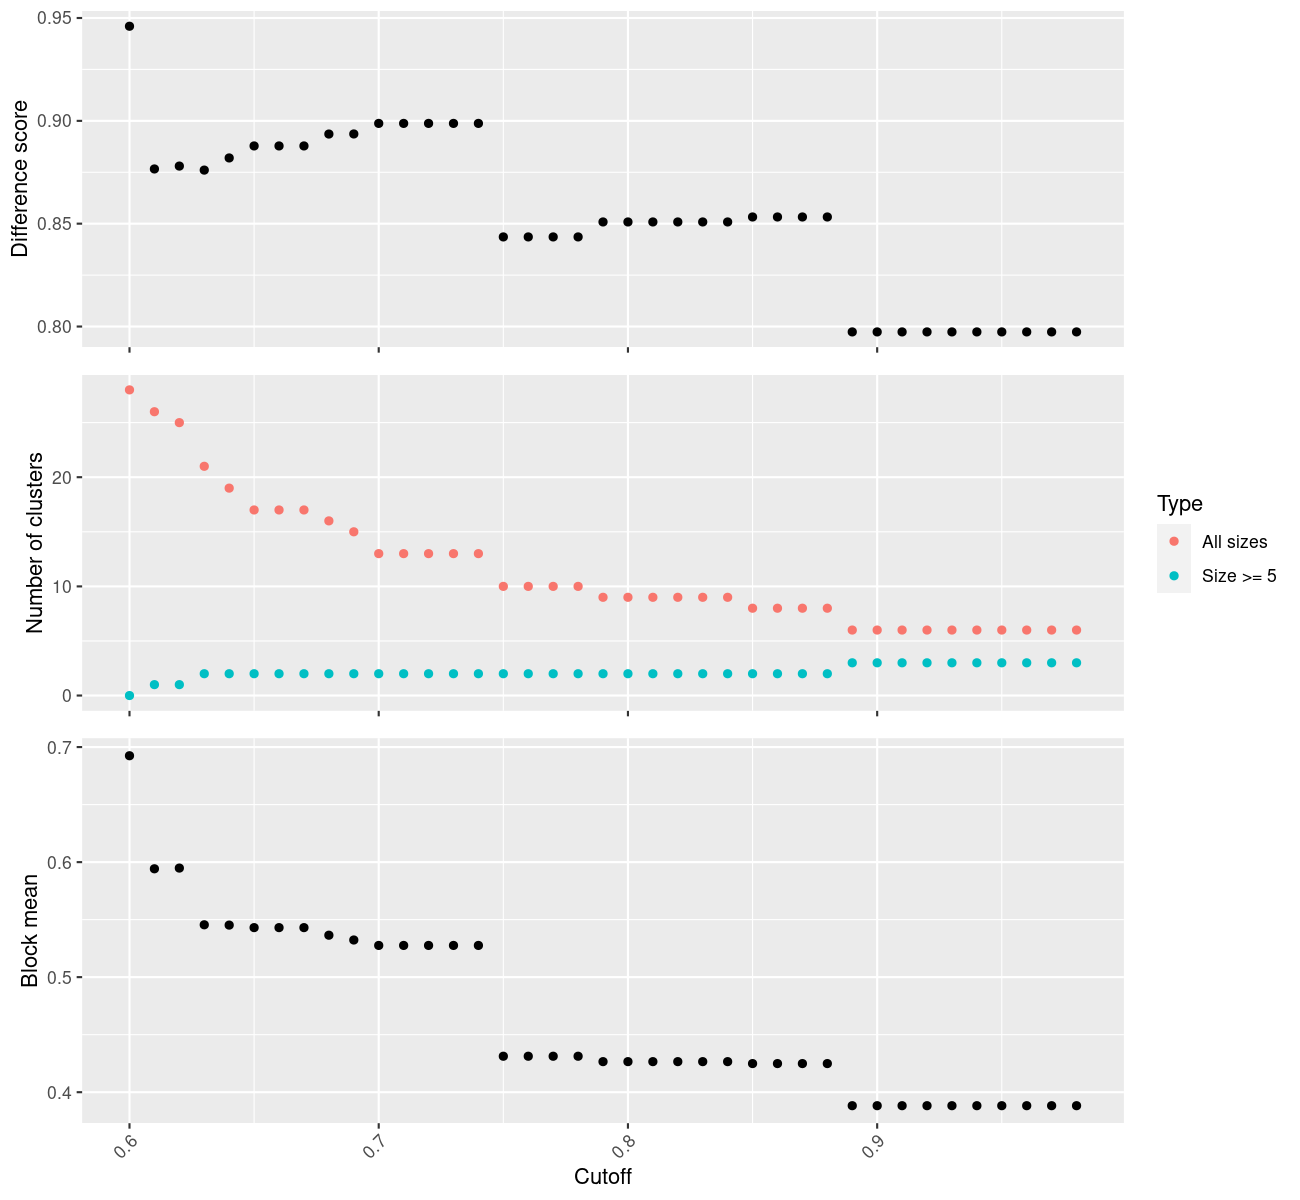 Difference score
0.95
0.90
0.85
0.80
Number of clusters
20
10
0
Type
All sizes
Size >= 5
Block mean
0.7
0.6
0.5
0.4
0.6
0.7
0.8
0.9
Cutoff